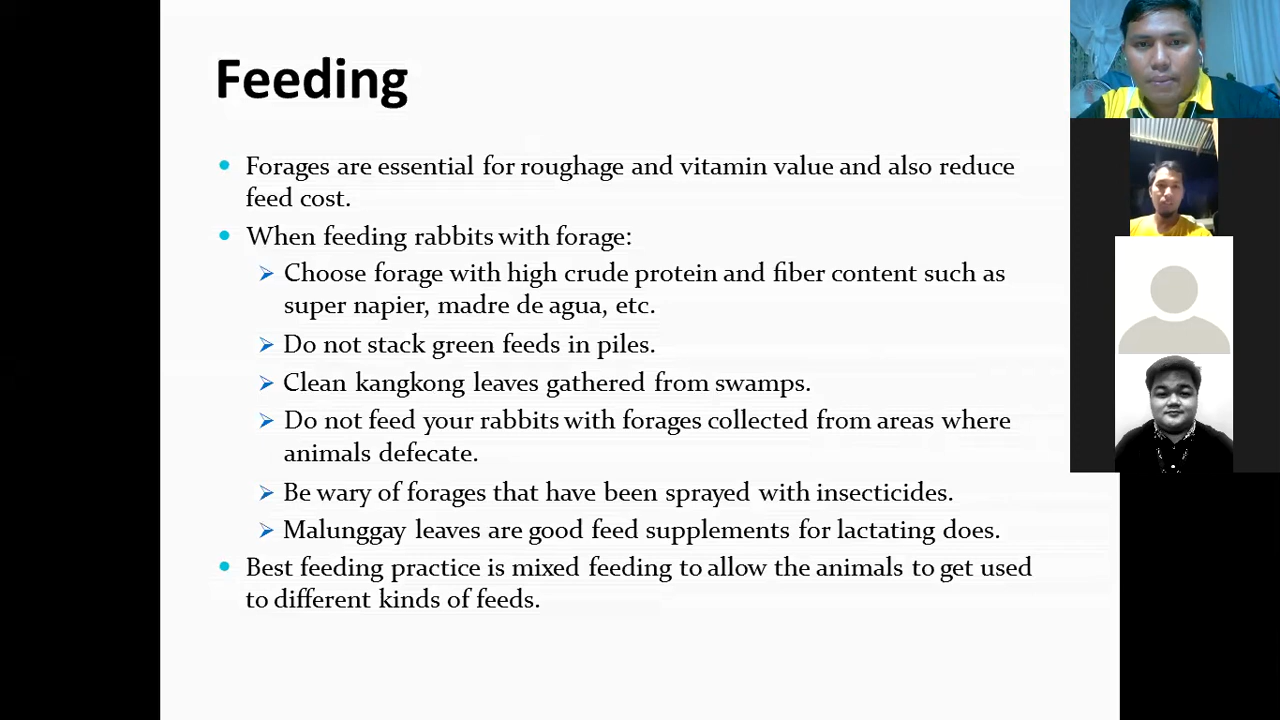 Feeding
• Forages are essential for roughage and vitamin value and also reduce
feed cost.
• When feeding rabbits with forage:
➢ Choose forage with high crude protein and fiber content such as
super napier, madre de agua, etc.
➢ Do not stack green feeds in piles.
➢ Clean kangkong leaves gathered from swamps.
➢ Do not feed your rabbits with forages collected from areas where
animals defecate.
➢ Be wary of forages that have been sprayed with insecticides.
➢ Malunggay leaves are good feed supplements for lactating does.
• Best feeding practice is mixed feeding to allow the animals to get used
to different kinds of feeds.